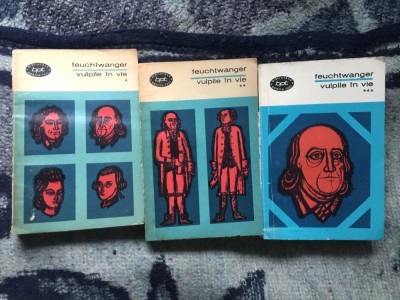 bpt
feuchtwanger
vulpile în vie
*
bpt
feuchtwanger
vulpile în vie
**
bpt
feuchtwanger
vulpile în vie
***